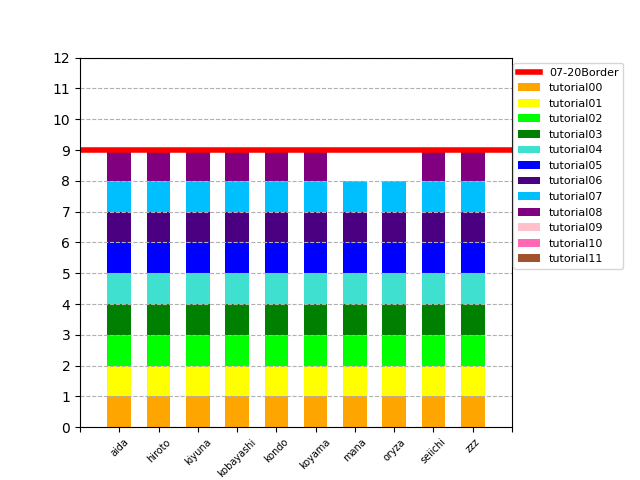 12
11
10
9
8
7
6
5
4
3
2
1
0
aida
hiroto
kiyuna
kobayashi
kondo
koyama
mana
oryza
seiichi
zzz
07-20Border
tutorial00
tutorial01
tutorial02
tutorial03
tutorial04
tutorial05
tutorial06
tutorial07
tutorial08
tutorial09
tutorial10
tutorial11